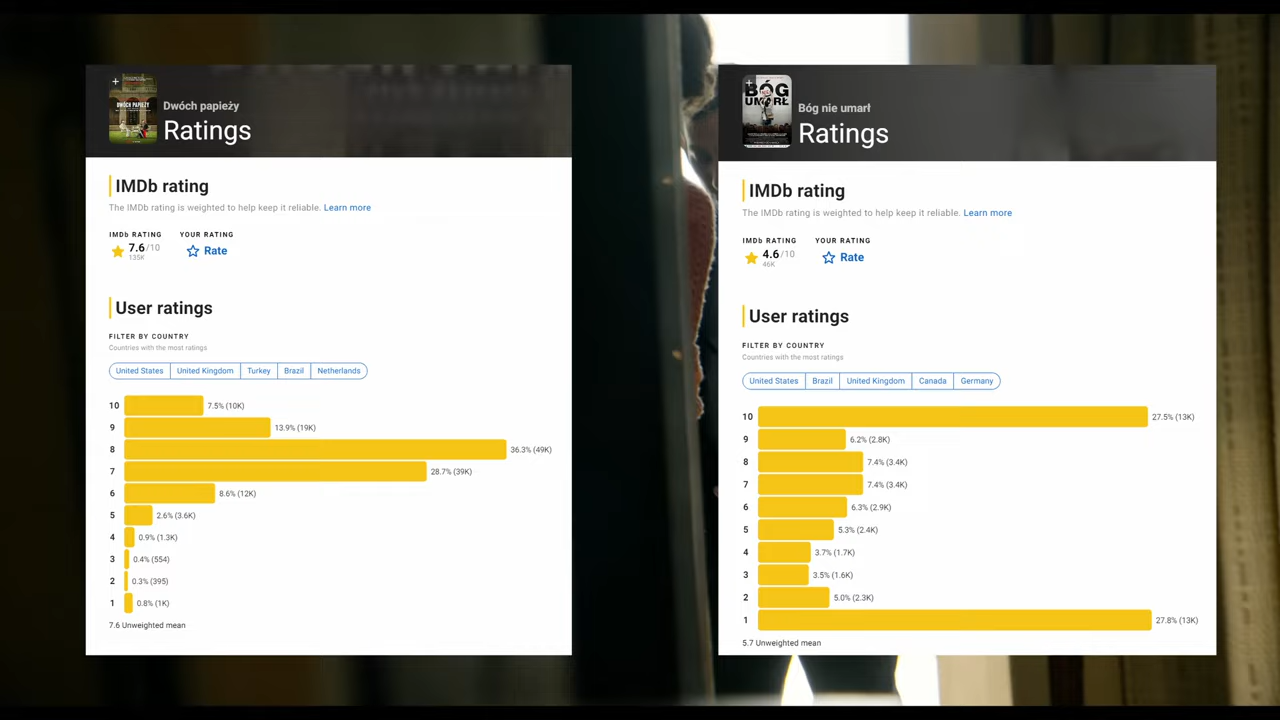 DWÓCH PAPIEŻY
Dwóch papieży
Ratings
IMDb rating
The IMDb rating is weighted to help keep it reliable. Learn more
IMDb RATING YOUR RATING
7.6/10 Rate
135K
User ratings
FILTER BY COUNTRY
Countries with the most ratings
United States United Kingdom Turkey Brazil Netherlands
10 7.5% (10K)
9 13.9% (19K)
8 36.3% (49K)
7 28.7% (39K)
6 8.6% (12K)
5 2.6% (3.6K)
4 0.9% (1.3K)
3 0.4% (554)
2 0.3% (395)
1 0.8% (1K)
7.6 Unweighted mean
BÓG
UMARŁ
Bóg nie umarł
Ratings
IMDb rating
The IMDb rating is weighted to help keep it reliable. Learn more
IMDb RATING YOUR RATING
4.6/10 Rate
46K
User ratings
FILTER BY COUNTRY
Countries with the most ratings
United States Brazil United Kingdom Canada Germany
10 27.5% (13K)
9 6.2% (2.8K)
8 7.4% (3.4K)
7 7.4% (3.4K)
6 6.3% (2.9K)
5 5.3% (2.4K)
4 3.7% (1.7K)
3 3.5% (1.6K)
2 5.0% (2.3K)
1 27.8% (13K)
5.7 Unweighted mean